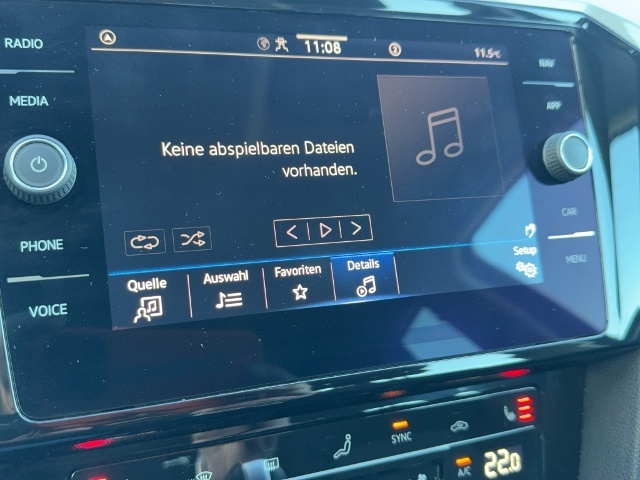 RADIO
MEDIA
PHONE
VOICE
11:08
2
11.5°C
Keine abspielbaren Dateien
vorhanden.
Quelle
Auswahl
Favoriten
Details
Setup
NAV
APP
CAR
MENU
SYNC
A/C
22.0